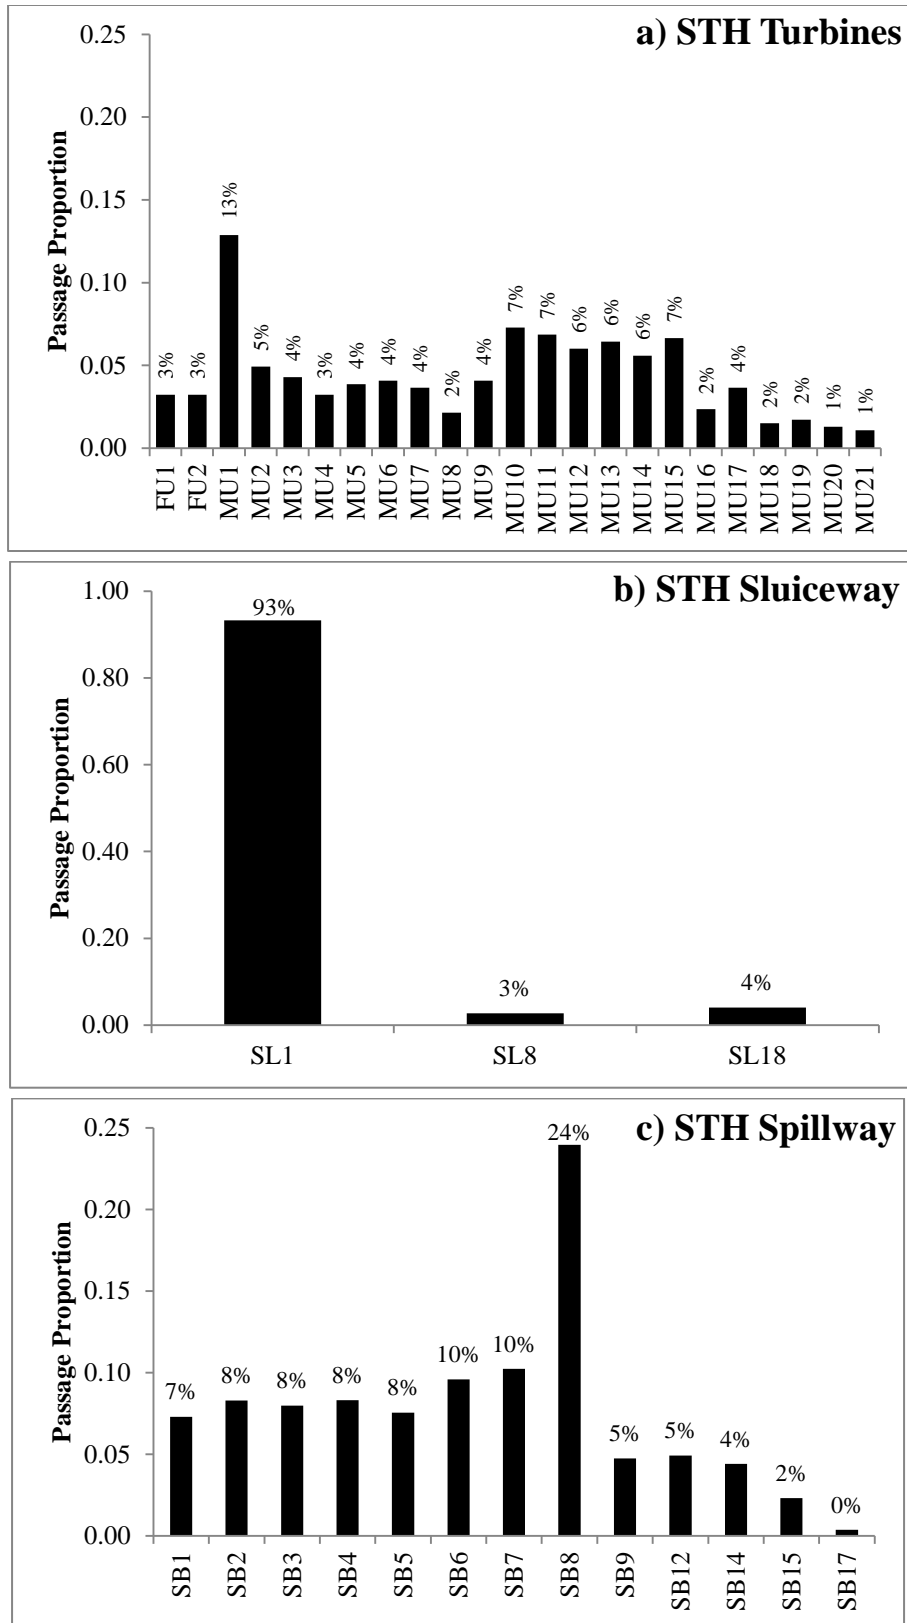 a) STH Turbines
Passage Proportion
0.25
0.20
0.15
0.10
0.05
0.00
3% 3% 13% 5% 4% 3% 4% 4% 4% 2% 4% 7% 7% 6% 6% 6% 7% 2% 4% 2% 2% 1% 1%
FU1 FU2 MU1 MU2 MU3 MU4 MU5 MU6 MU7 MU8 MU9 MU10 MU11 MU12 MU13 MU14 MU15 MU16 MU17 MU18 MU19 MU20 MU21
b) STH Sluiceway
Passage Proportion
1.00
0.80
0.60
0.40
0.20
0.00
93% 3% 4%
SL1 SL8 SL18
c) STH Spillway
Passage Proportion
0.25
0.20
0.15
0.10
0.05
0.00
7% 8% 8% 8% 8% 10% 10% 24% 5% 5% 4% 2% 0%
SB1 SB2 SB3 SB4 SB5 SB6 SB7 SB8 SB9 SB12 SB14 SB15 SB17